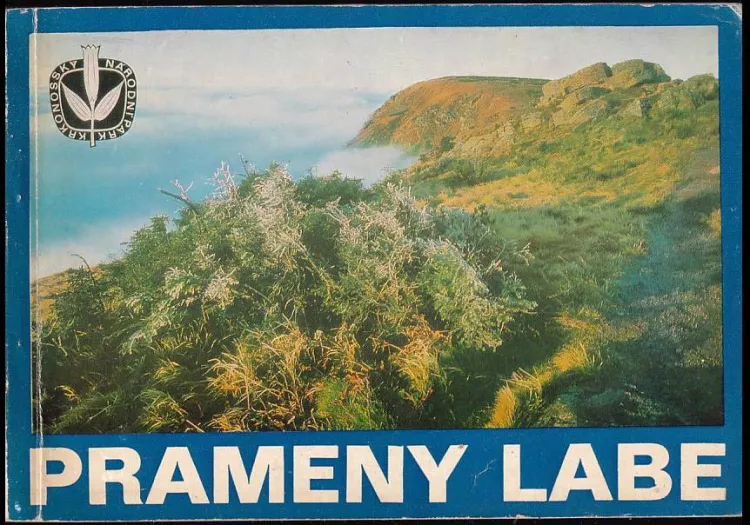 KRKONOŠSKÝ NÁRODNÍ PARK
PRAMENY LABE